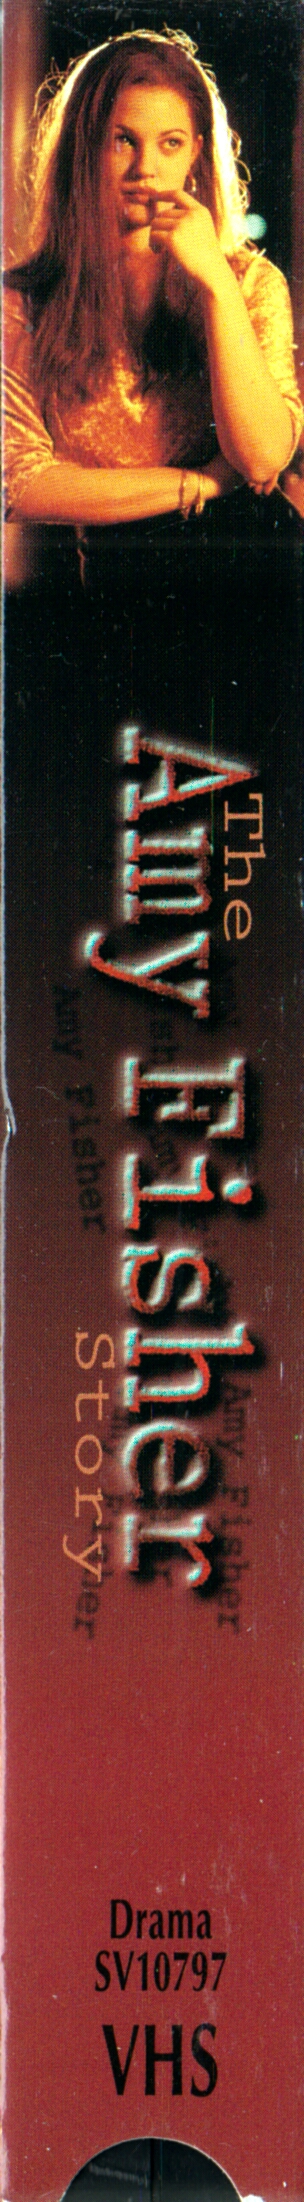 The
Amy Fisher
Story
Amy Fisher
Amy Fisher
Drama
SV10797
VHS